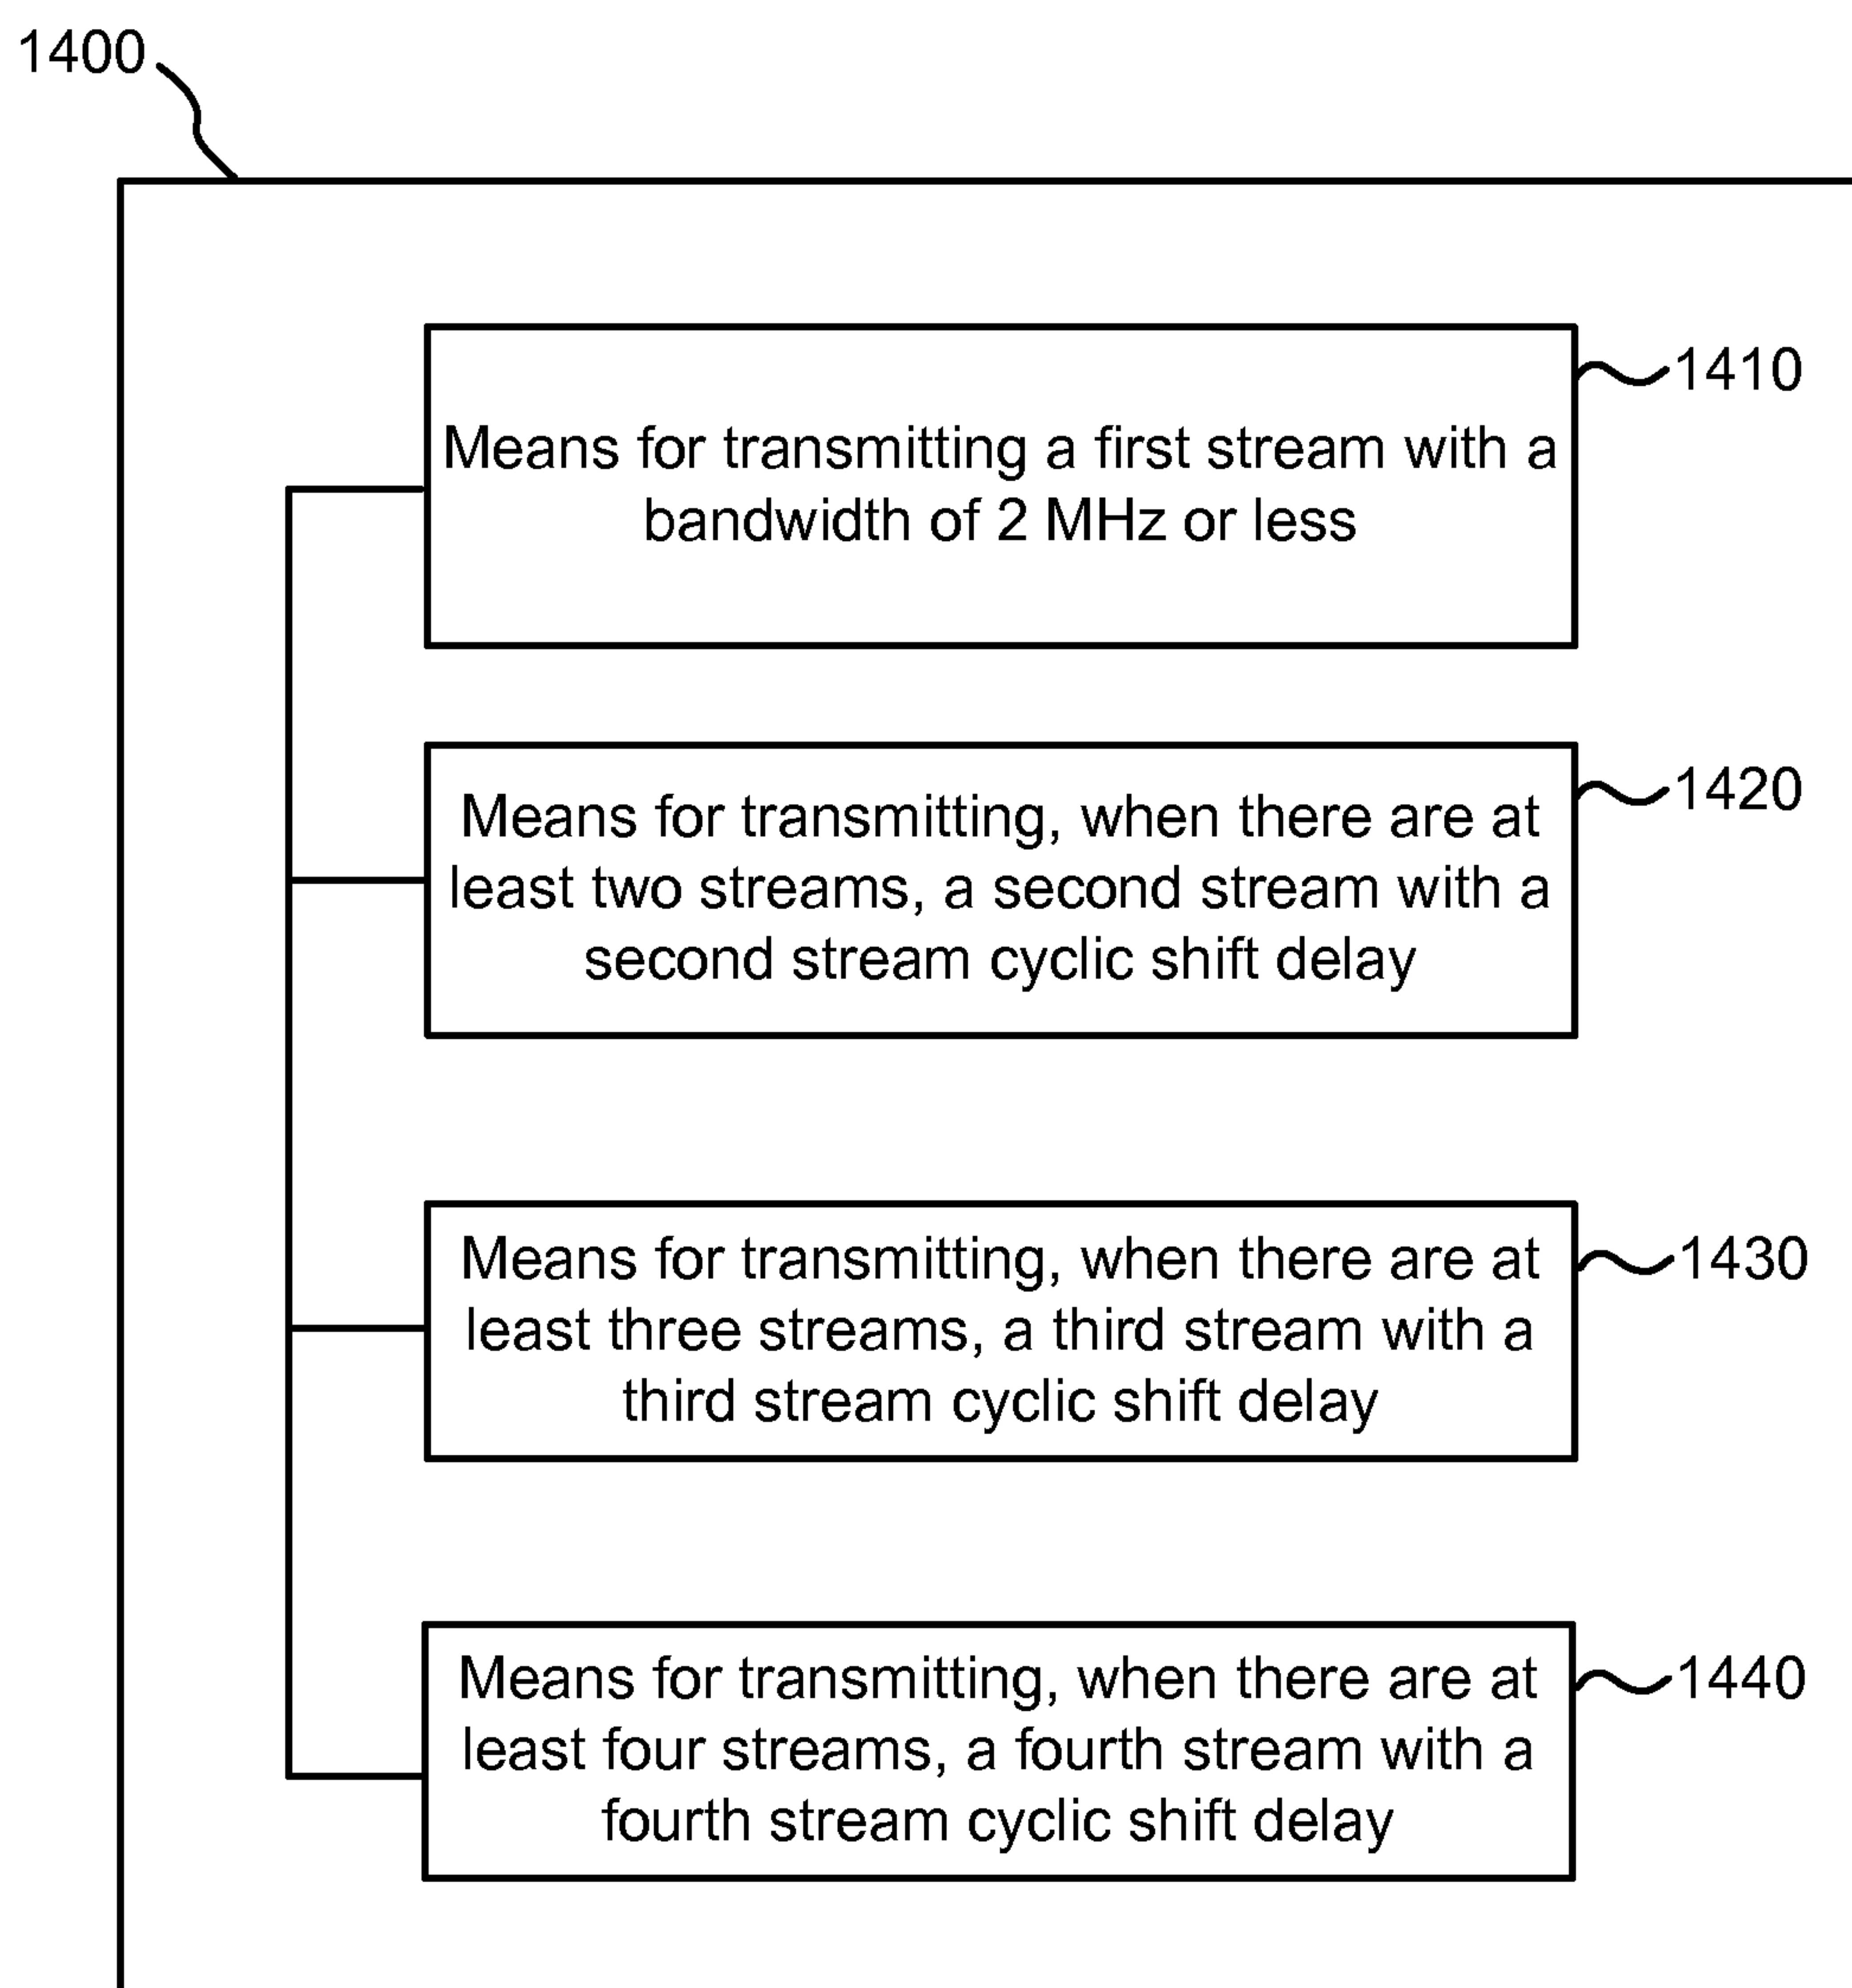 1400
1410
Means for transmitting a first stream with a
bandwidth of 2 MHz or less
1420
Means for transmitting, when there are at
least two streams, a second stream with a
second stream cyclic shift delay
1430
Means for transmitting, when there are at
least three streams, a third stream with a
third stream cyclic shift delay
1440
Means for transmitting, when there are at
least four streams, a fourth stream with a
fourth stream cyclic shift delay